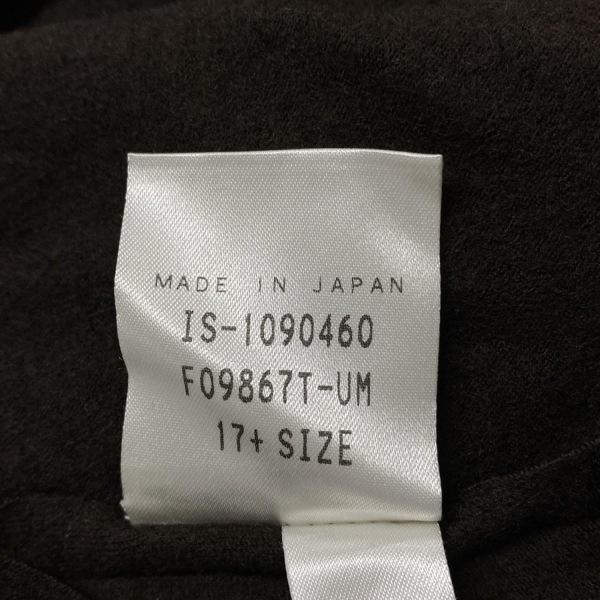 MADE IN JAPAN
IS-1090460
F09867T-UM
17+ SIZE